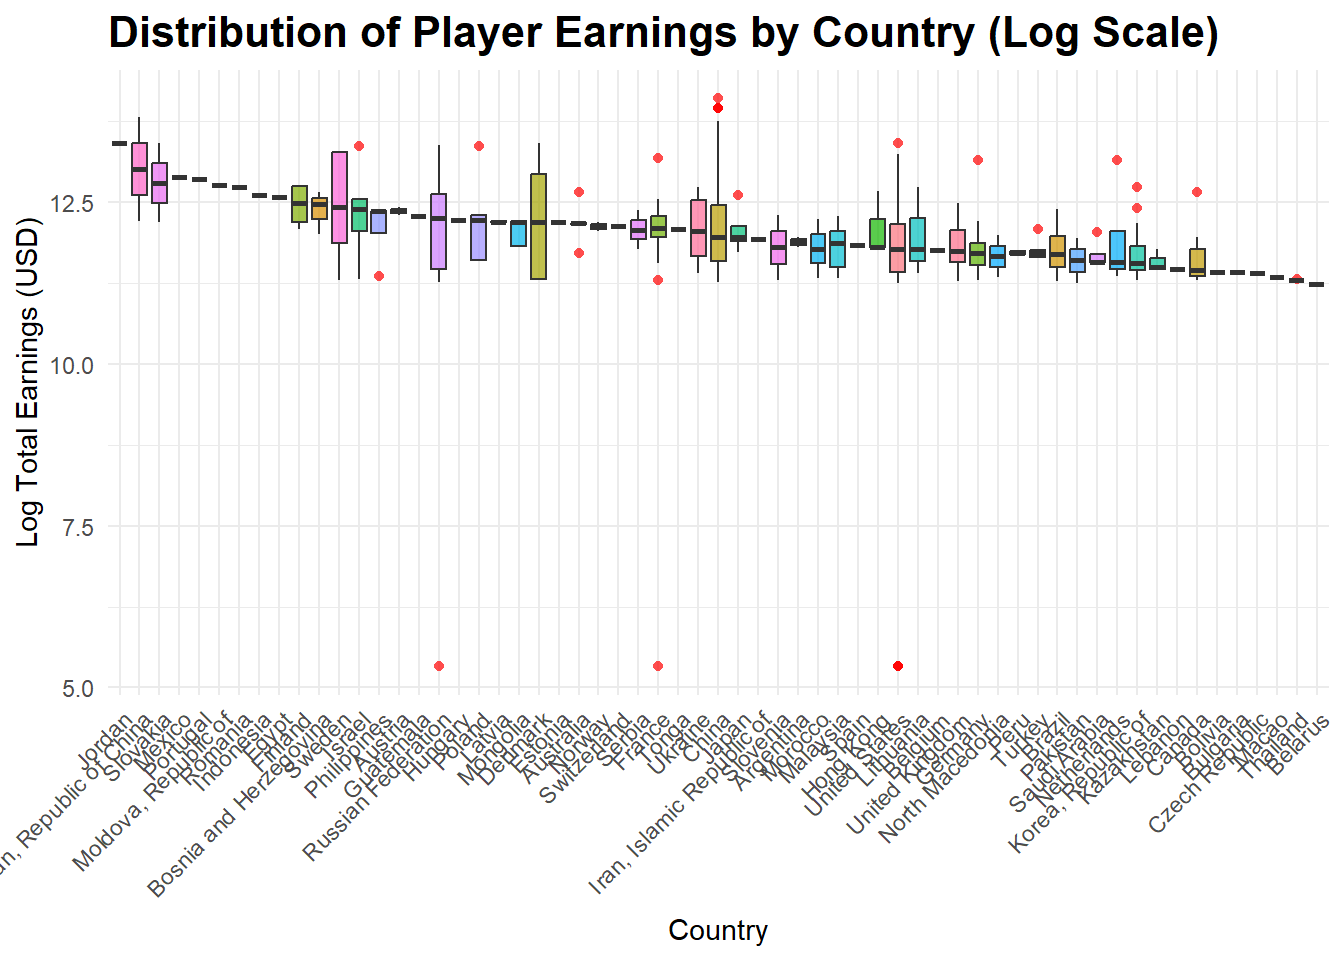 Distribution of Player Earnings by Country (Log Scale)
Log Total Earnings (USD)
12.5
10.0
7.5
5.0
Jordan
an, Republic of China
Slovakia
Mexico
Portugal
Moldova, Republic of
Romania
Indonesia
Egypt
Finland
Bosnia and Herzegovina
Sweden
Israel
Philippines
Austria
Guatemala
Russian Federation
Hungary
Poland
Latvia
Mongolia
Denmark
Estonia
Australia
Norway
Switzerland
Serbia
France
Tonga
Ukraine
China
Japan
Iran, Islamic Republic of
Slovenia
Argentina
Morocco
Malaysia
Spain
Hong Kong
United States
Lithuania
Belgium
United Kingdom
Germany
North Macedonia
Peru
Turkey
Brazil
Pakistan
Saudi Arabia
Netherlands
Korea, Republic of
Kazakhstan
Lebanon
Canada
Bolivia
Bulgaria
Czech Republic
Macao
Thailand
Belarus
Country